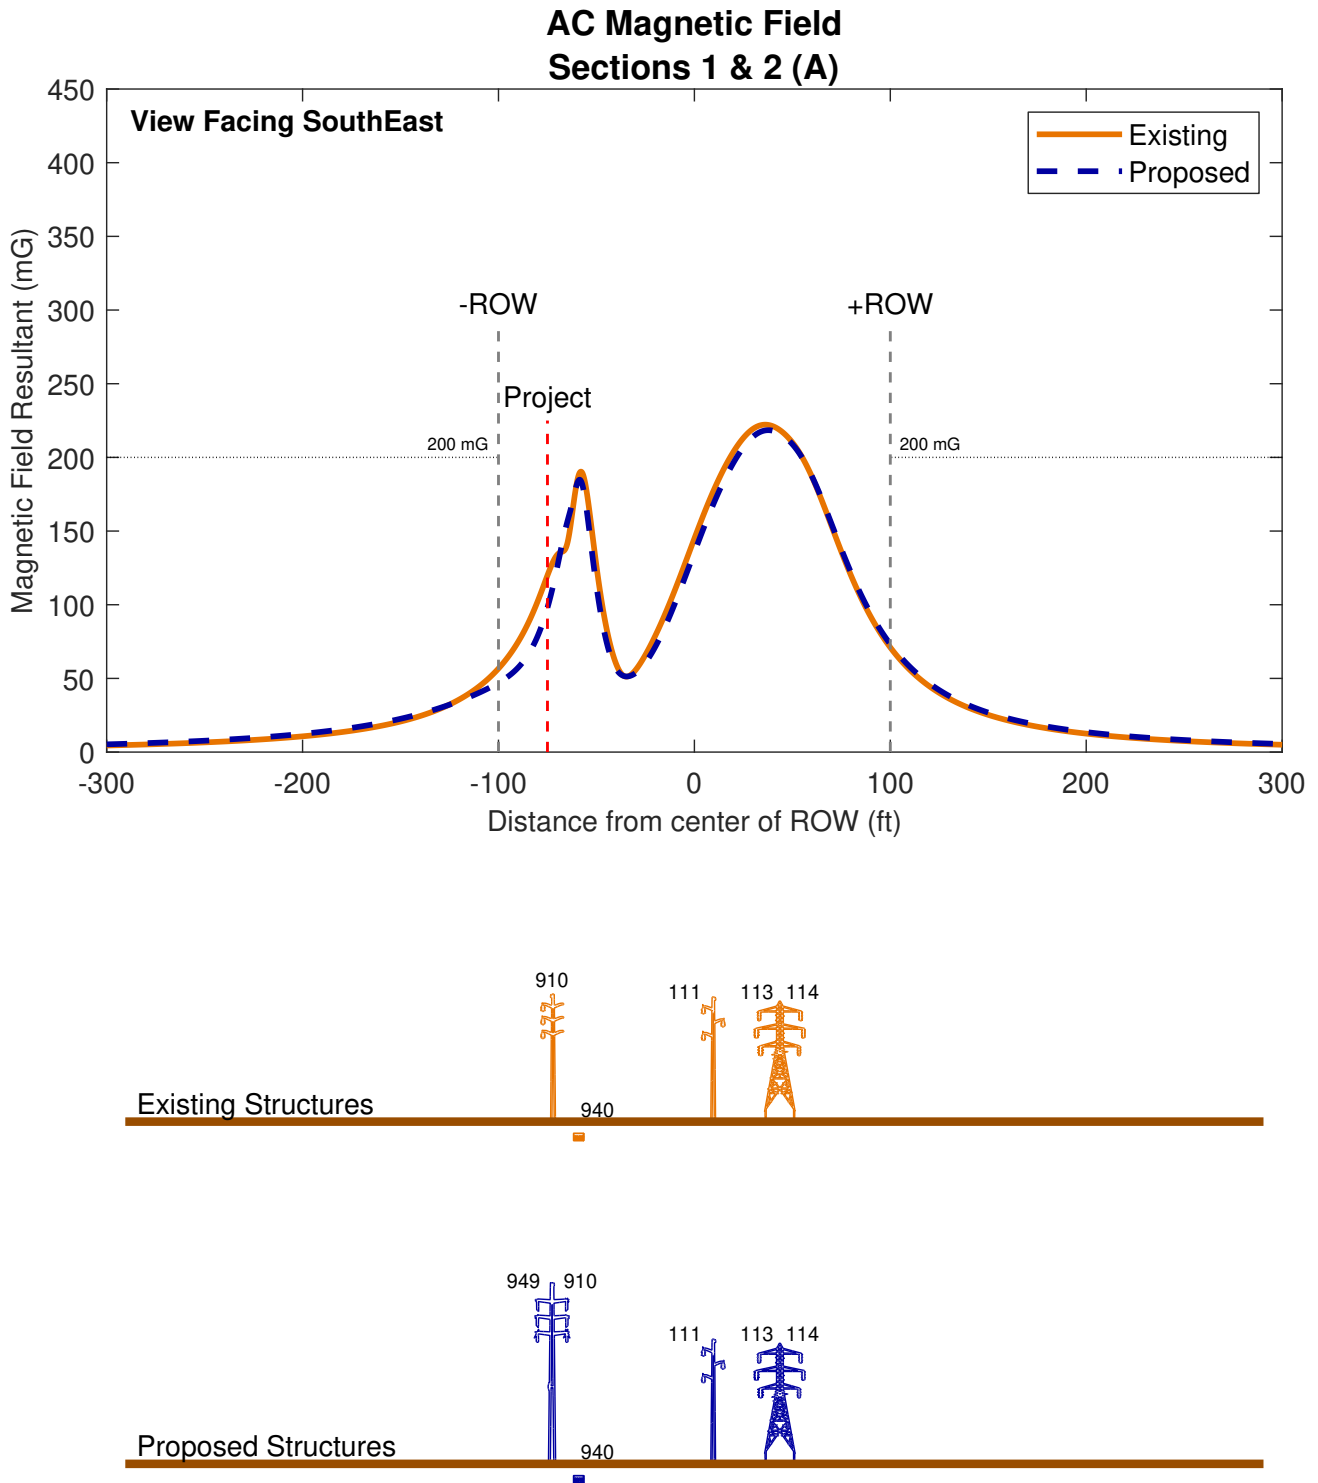 AC Magnetic Field
Sections 1 & 2 (A)
View Facing SouthEast
Existing
Proposed
450
400
350
300
250
200
150
100
50
0
Magnetic Field Resultant (mG)
-ROW
+ROW
Project
200 mG
200 mG
-300
-200
-100
0
100
200
300
Distance from center of ROW (ft)
910
111
113
114
Existing Structures
940
949
910
111
113
114
Proposed Structures
940